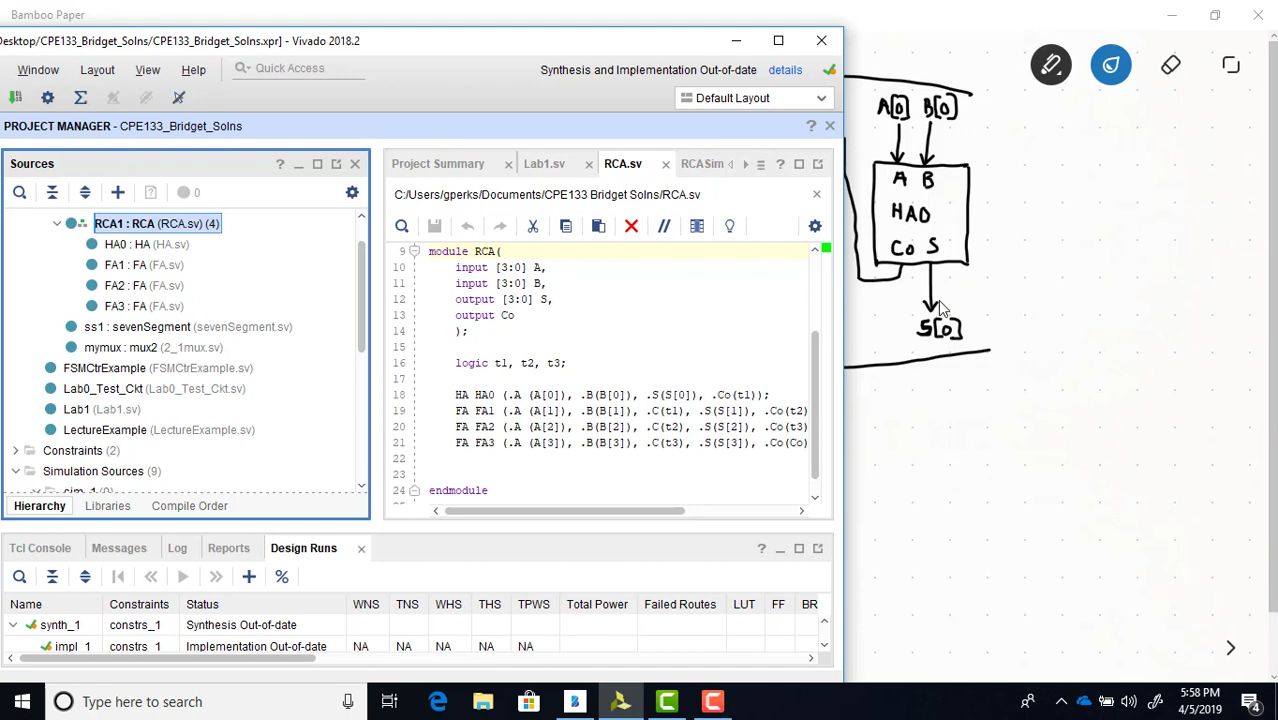 Bamboo Paper
Desktop/CPE133_Bridget_Solns/CPE133_Bridget_Solns.xpr] - Vivado 2018.2
Window Layout View Help Quick Access Synthesis and Implementation Out-of-date details
Default Layout
PROJECT MANAGER - CPE133_Bridget_Solns
Sources
0
RCA1 : RCA (RCA.sv) (4)
HA0 : HA (HA.sv)
FA1 : FA (FA.sv)
FA2 : FA (FA.sv)
FA3 : FA (FA.sv)
ss1 : sevenSegment (sevenSegment.sv)
mymux : mux2 (2_1mux.sv)
FSMCtrExample (FSMCtrExample.sv)
Lab0_Test_Ckt (Lab0_Test_Ckt.sv)
Lab1 (Lab1.sv)
LectureExample (LectureExample.sv)
Constraints (2)
Simulation Sources (9)
sim_1
Hierarchy Libraries Compile Order
Project Summary Lab1.sv RCA.sv RCASim
C:/Users/gperks/Documents/CPE133 Bridget Solns/RCA.sv
9 module RCA(
10 input [3:0] A,
11 input [3:0] B,
12 output [3:0] S,
13 output Co
14 );
15
16 logic t1, t2, t3;
17
18 HA HA0 (.A (A[0]), .B(B[0]), .S(S[0]), .Co(t1));
19 FA FA1 (.A (A[1]), .B(B[1]), .C(t1), .S(S[1]), .Co(t2)
20 FA FA2 (.A (A[2]), .B(B[2]), .C(t2), .S(S[2]), .Co(t3)
21 FA FA3 (.A (A[3]), .B(B[3]), .C(t3), .S(S[3]), .Co(Co)
22
23
24 endmodule
A[0] B[0]
A B
HA0
Co S
S[0]
Tcl Console Messages Log Reports Design Runs
Name Constraints Status WNS TNS WHS THS TPWS Total Power Failed Routes LUT FF BR
synth_1 constrs_1 Synthesis Out-of-date
impl_1 constrs_1 Implementation Out-of-date NA NA NA NA NA
Type here to search
5:58 PM
4/5/2019
4